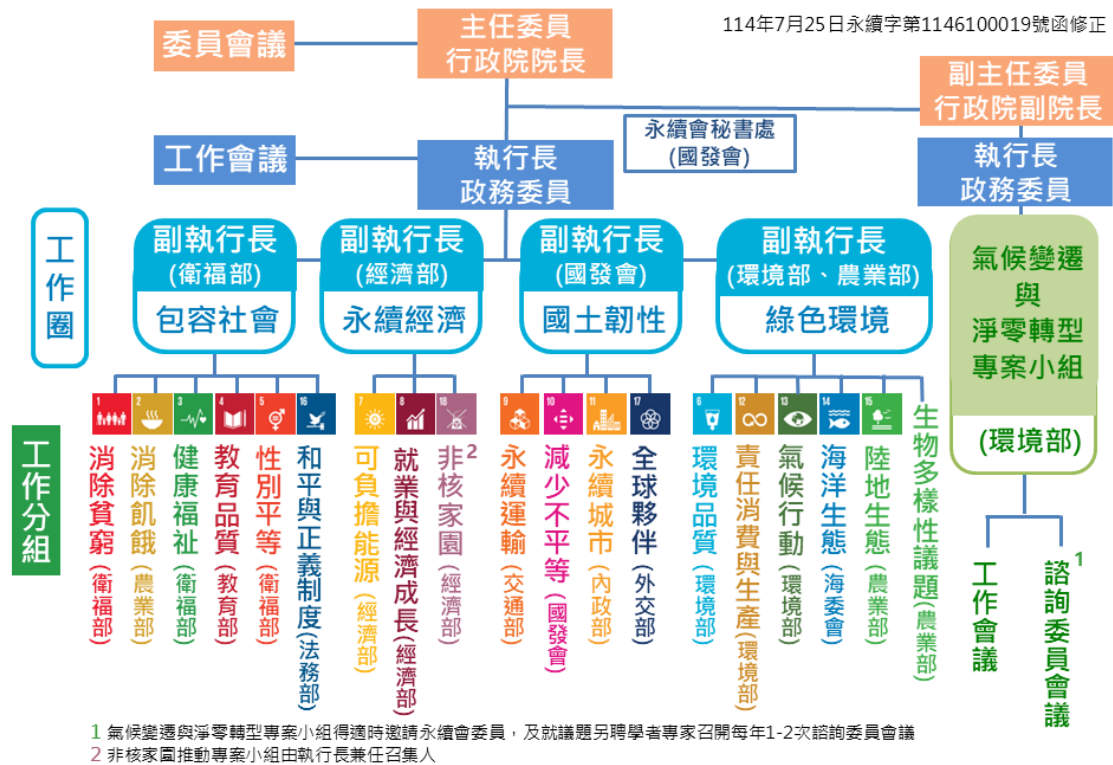 114年7月25日永續字第1146100019號函修正
委員會議
主任委員
行政院院長
副主任委員
行政院副院長
永續會秘書處
(國發會)
工作會議
執行長
政務委員
執行長
政務委員
工作圈
副執行長
(衛福部)
包容社會
副執行長
(經濟部)
永續經濟
副執行長
(國發會)
國土韌性
副執行長
(環境部、農業部)
綠色環境
氣候變遷
與
淨零轉型
專案小組
(環境部)
工作分組
1
消除貧窮(衛福部)
2
消除飢餓(農業部)
3
健康福祉(衛福部)
4
教育品質(教育部)
5
性別平等(衛福部)
16
和平與正義制度(法務部)
7
可負擔能源(經濟部)
8
就業與經濟成長(經濟部)
18
非核家園2(經濟部)
9
永續運輸(交通部)
10
減少不平等(國發會)
11
永續城市(內政部)
17
全球夥伴(外交部)
6
環境品質(環境部)
12
責任消費與生產(環境部)
13
氣候行動(環境部)
14
海洋生態(海委會)
15
陸地生態(農業部)
生物多樣性議題(農業部)
工作會議
諮詢委員會議1
1 氣候變遷與淨零轉型專案小組得適時邀請永續會委員，及就議題另聘學者專家召開每年1-2次諮詢委員會議
2 非核家園推動專案小組由執行長兼任召集人